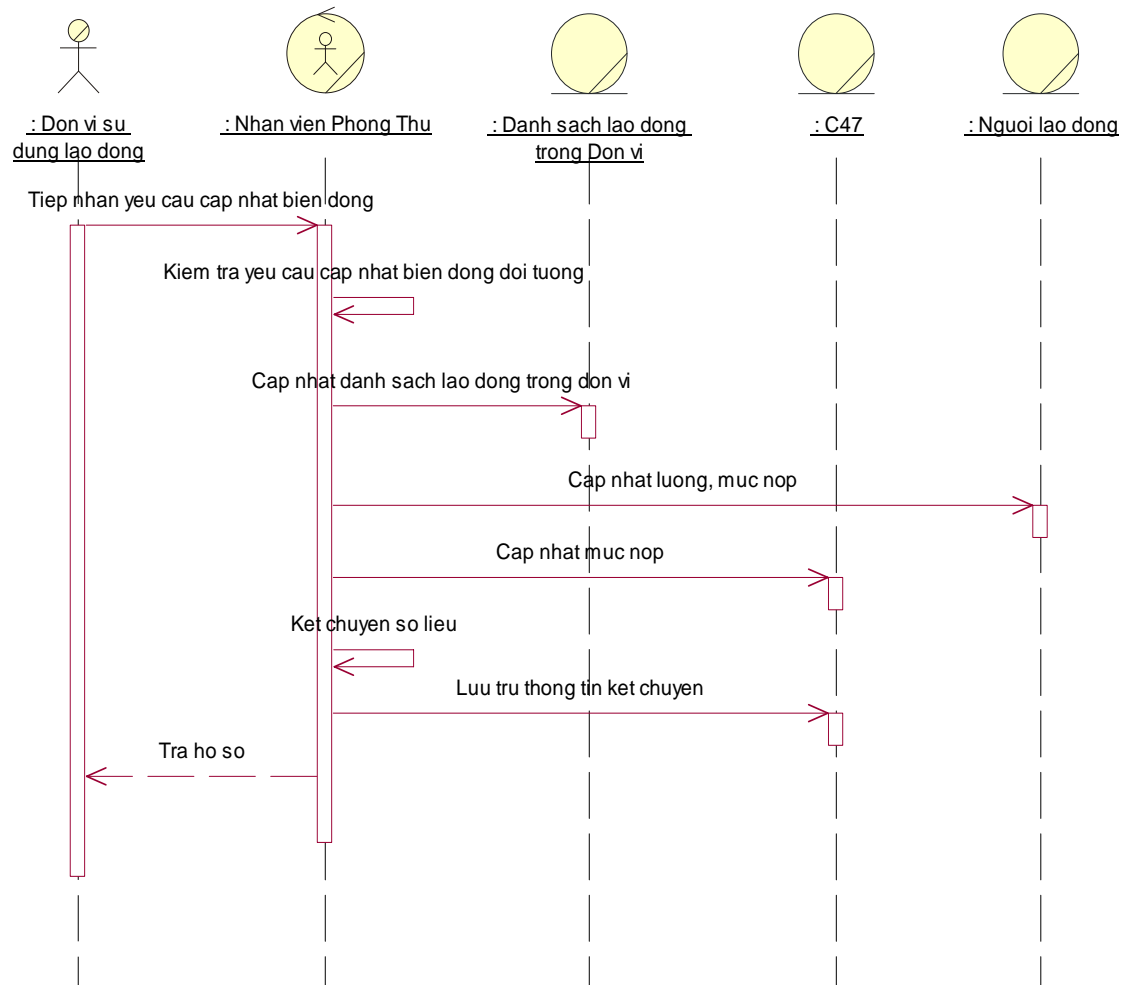 : Don vi su
dung lao dong
: Nhan vien Phong Thu
: Danh sach lao dong
trong Don vi
: C47
: Nguoi lao dong
Tiep nhan yeu cau cap nhat bien dong
Kiem tra yeu cau cap nhat bien dong doi tuong
Cap nhat danh sach lao dong trong don vi
Cap nhat luong, muc nop
Cap nhat muc nop
Ket chuyen so lieu
Luu tru thong tin ket chuyen
Tra ho so